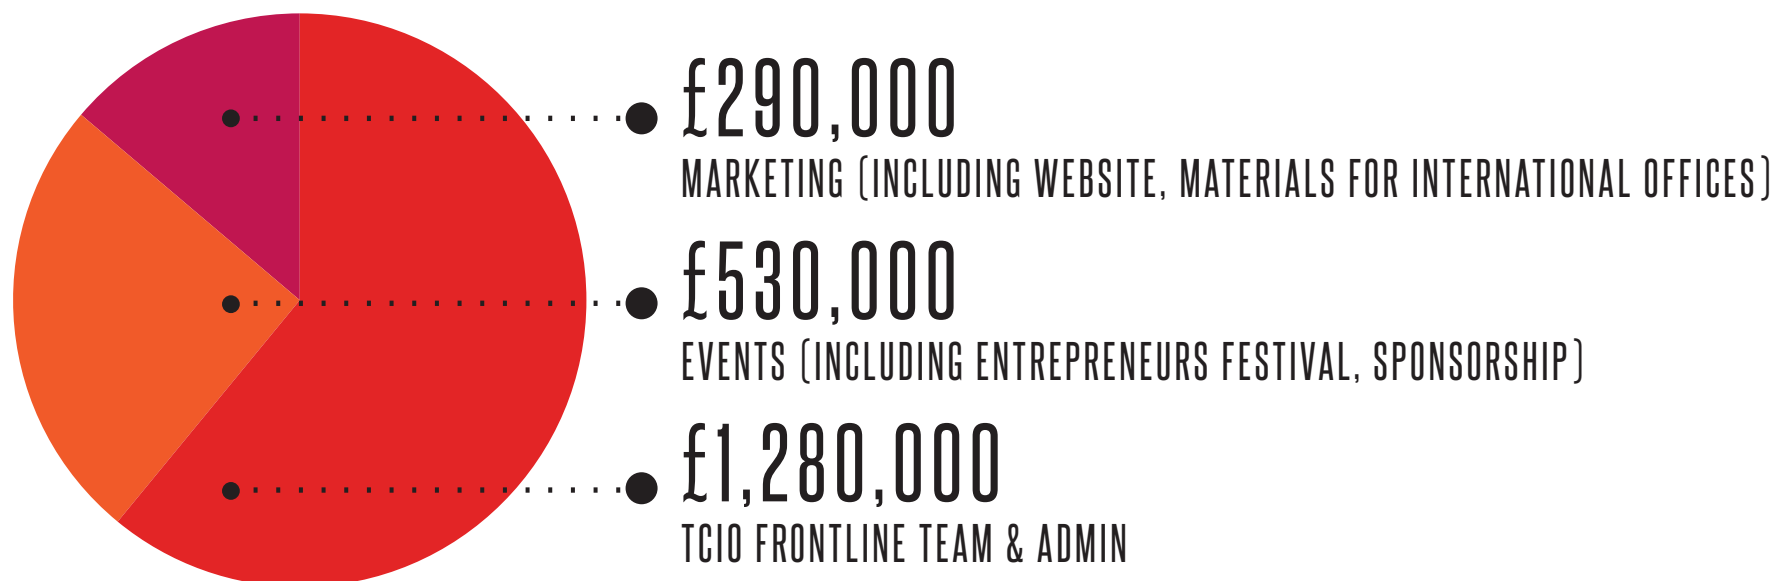 £290,000
MARKETING (INCLUDING WEBSITE, MATERIALS FOR INTERNATIONAL OFFICES)
£530,000
EVENTS (INCLUDING ENTREPRENEURS FESTIVAL, SPONSORSHIP)
£1,280,000
TCIO FRONTLINE TEAM & ADMIN